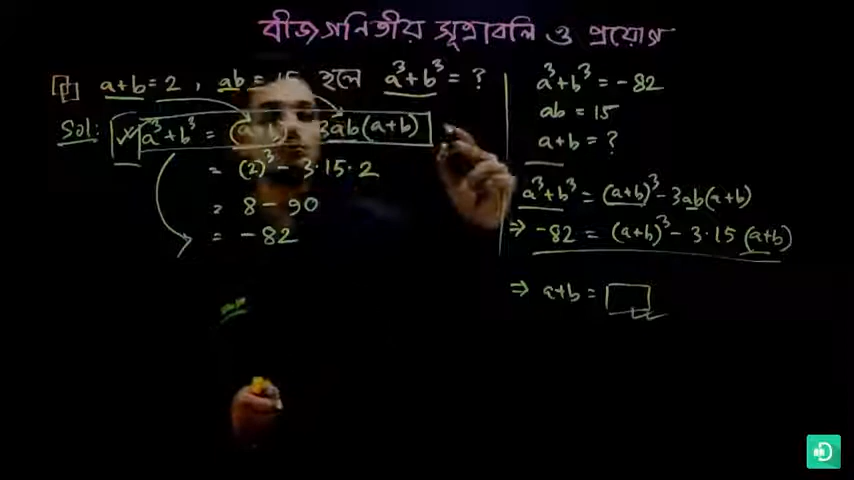 বীজগণিতীয় সূত্রাবলি ও প্রয়োগ
a+b=2 , ab = 15 হলে a³+b³ = ?
Sol: a³+b³ = (a+b)³ - 3ab(a+b)
= (2)³ - 3·15·2
= 8 - 90
= -82
a³+b³ = -82
ab = 15
a+b = ?
a³+b³ = (a+b)³ - 3ab(a+b)
⇒ -82 = (a+b)³ - 3·15 (a+b)
⇒ a+b =